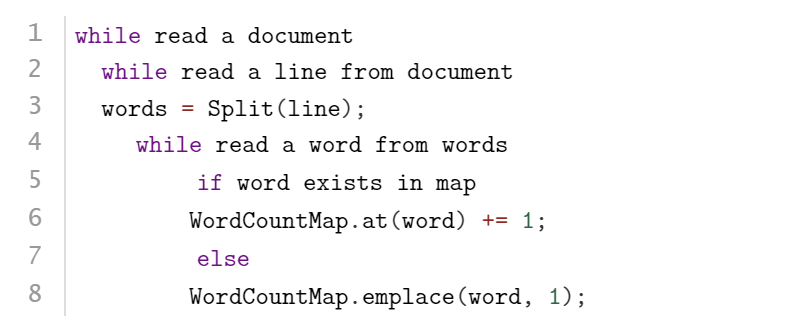 1 while read a document
2 while read a line from document
3 words = Split(line);
4 while read a word from words
5 if word exists in map
6 WordCountMap.at(word) += 1;
7 else
8 WordCountMap.emplace(word, 1);